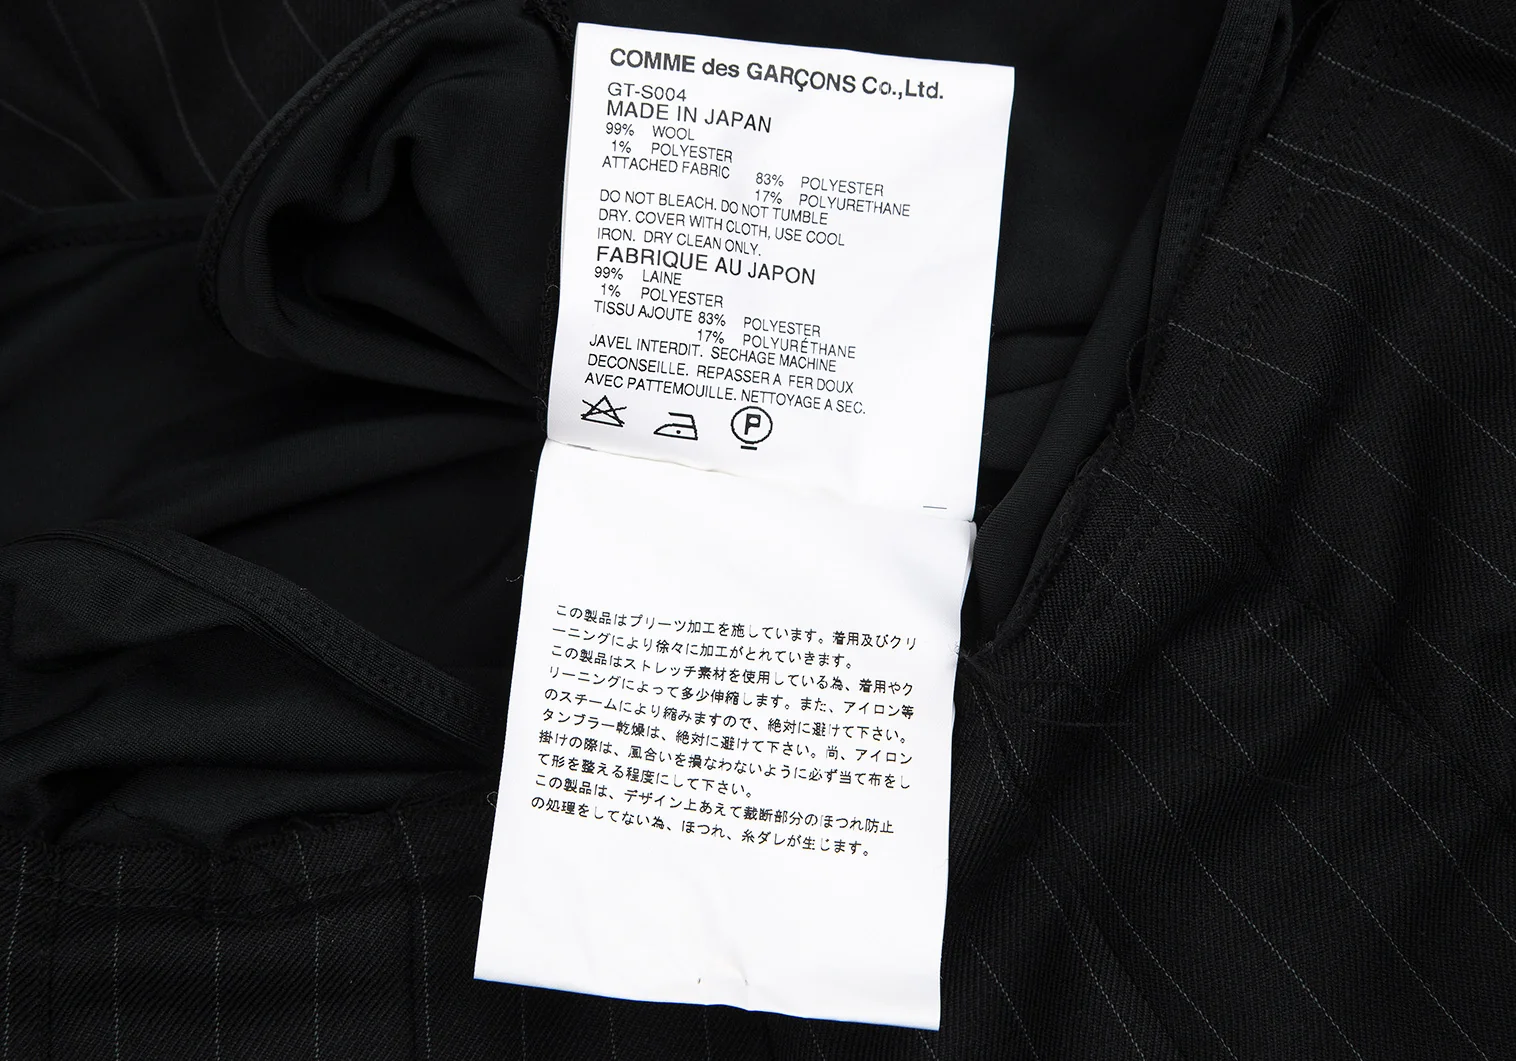 COMME des GARÇONS Co.,Ltd.
GT-S004
MADE IN JAPAN
99% WOOL
1% POLYESTER
ATTACHED FABRIC 83% POLYESTER
17% POLYURETHANE
DO NOT BLEACH. DO NOT TUMBLE
DRY. COVER WITH CLOTH, USE COOL
IRON. DRY CLEAN ONLY.
FABRIQUE AU JAPON
99% LAINE
1% POLYESTER
TISSU AJOUTE 83% POLYESTER
17% POLYURÉTHANE
JAVEL INTERDIT. SECHAGE MACHINE
DECONSEILLE. REPASSER A FER DOUX
AVEC PATTEMOUILLE. NETTOYAGE A SEC.
P
この製品はプリーツ加工を施しています。着用及びクリ
ーニングにより徐々に加工がとれていきます。
この製品はストレッチ素材を使用している為、着用やク
リーニングによって多少伸縮します。また、アイロン等
のスチームにより縮みますので、絶対に避けて下さい。
タンブラー乾燥は、絶対に避けて下さい。尚、アイロン
掛けの際は、風合いを損なわないように必ず当て布をし
て形を整える程度にして下さい。
この製品は、デザイン上あえて裁断部分のほつれ防止
の処理をしてない為、ほつれ、糸ダレが生じます。